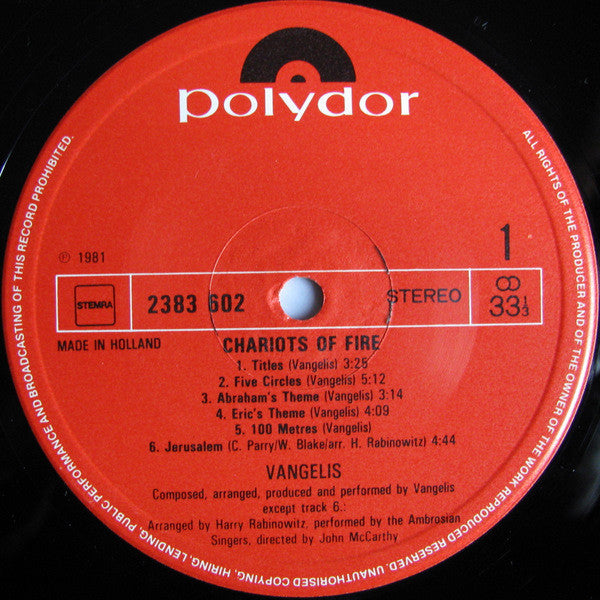 polydor
℗ 1981
1
STEMRA
2383 602
STEREO
33⅓
MADE IN HOLLAND
CHARIOTS OF FIRE
1. Titles (Vangelis) 3:25
2. Five Circles (Vangelis) 5:12
3. Abraham's Theme (Vangelis) 3:14
4. Eric's Theme (Vangelis) 4:09
5. 100 Metres (Vangelis)
6. Jerusalem (C. Parry/W. Blake/arr. H. Rabinowitz) 4:44
VANGELIS
Composed, arranged, produced and performed by Vangelis
except track 6.:
Arranged by Harry Rabinowitz, performed by the Ambrosian
Singers, directed by John McCarthy
ALL RIGHTS OF THE PRODUCER AND OF THE OWNER OF THE WORK REPRODUCED RESERVED. UNAUTHORISED COPYING, HIRING, LENDING, PUBLIC PERFORMANCE AND BROADCASTING OF THIS RECORD PROHIBITED.